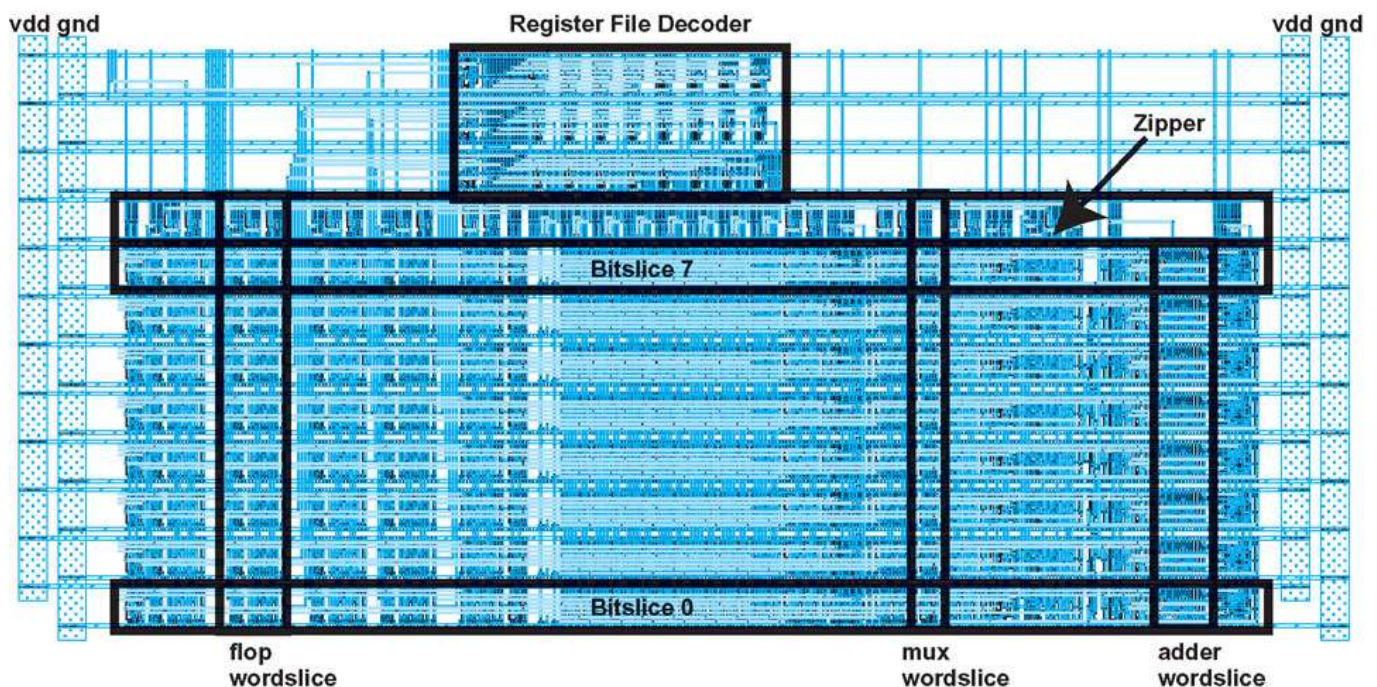 vdd gnd
Register File Decoder
vdd gnd
Zipper
Bitslice 7
Bitslice 0
flop
wordslice
mux
wordslice
adder
wordslice